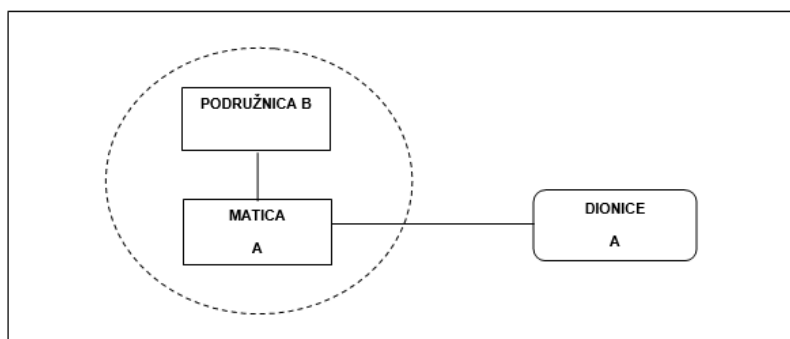 PODRUŽNICA B
MATICA
A
DIONICE
A